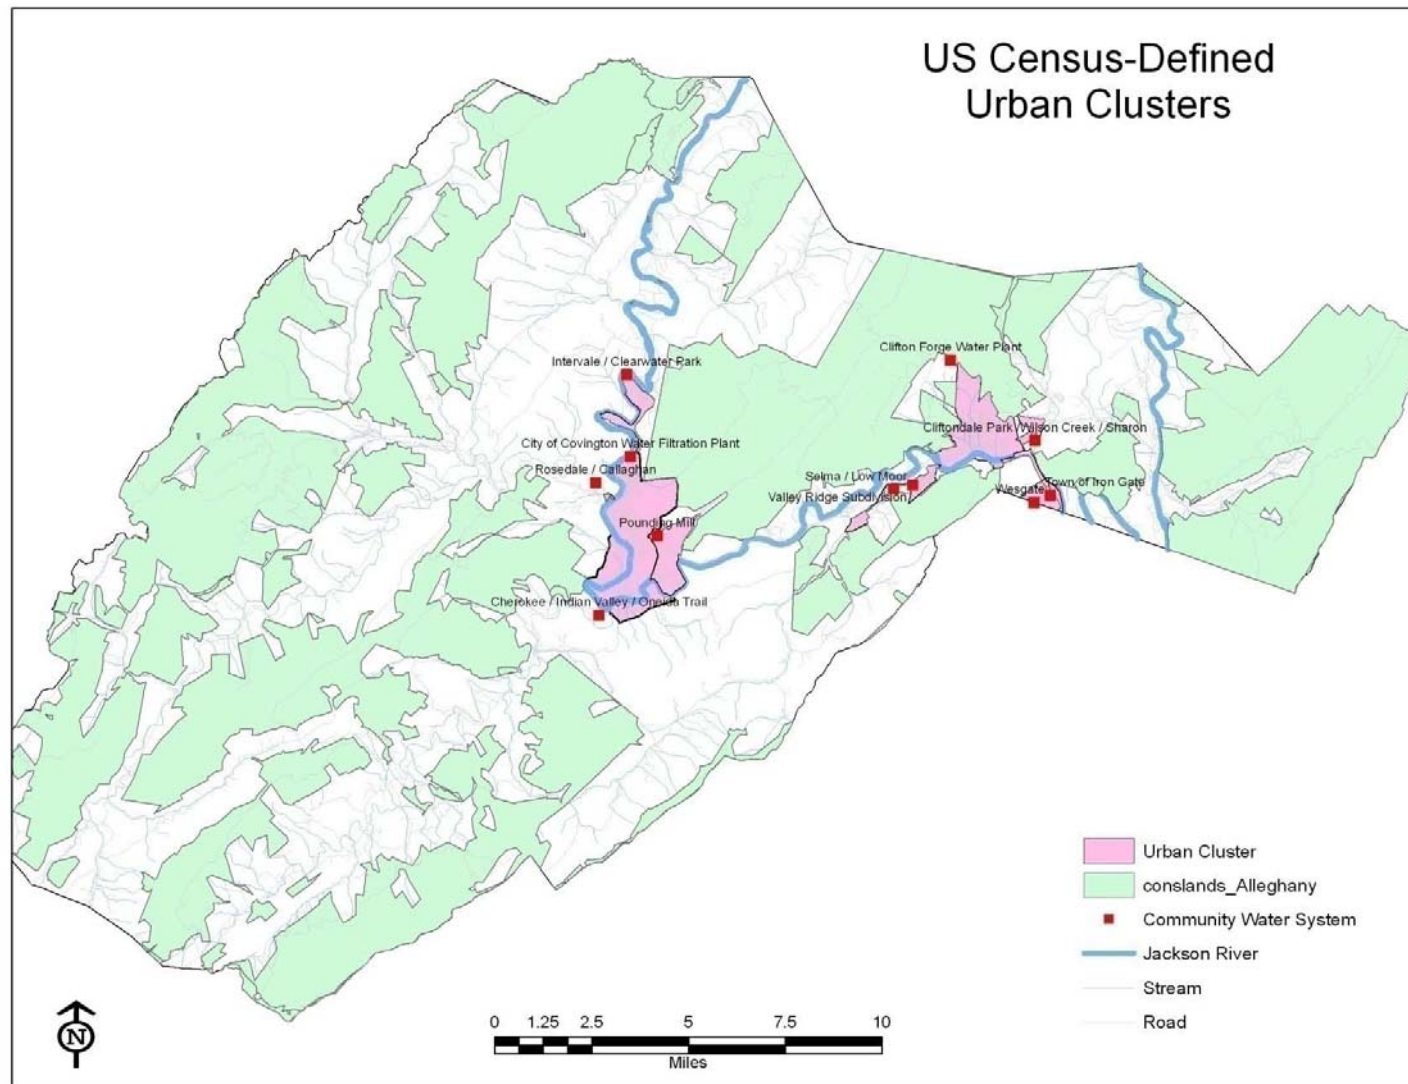 US Census-Defined
Urban Clusters
Intervale / Clearwater Park
Clifton Forge Water Plant
Cliftondale Park
Wilson Creek / Sharon
City of Covington Water Filtration Plant
Rosedale / Callaghan
Selma / Low Moor
Valley Ridge Subdivision
Wesgate
Town of Iron Gate
Pounding Mill
Cherokee / Indian Valley / Oneida Trail
Urban Cluster
conslands_Alleghany
Community Water System
Jackson River
Stream
Road
N
0 1.25 2.5 5 7.5 10
Miles